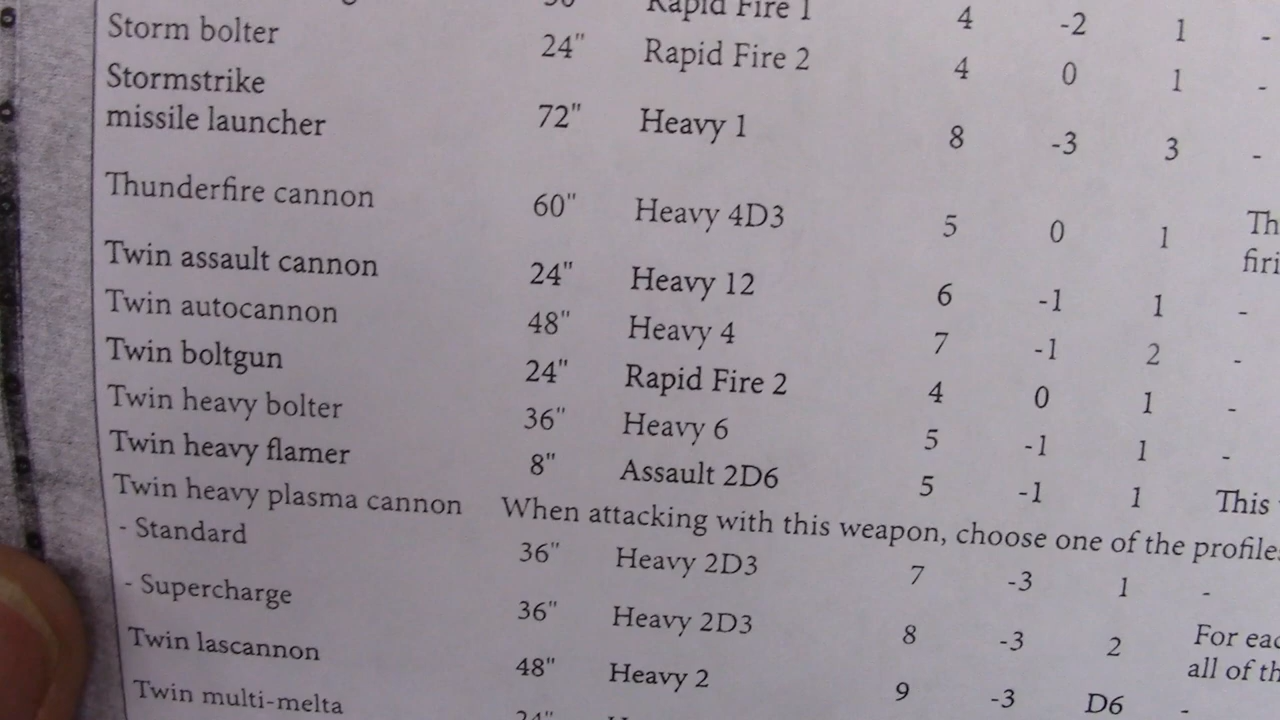 Rapid Fire 1 4 -2 1 -
Storm bolter 24" Rapid Fire 2 4 0 1 -
Stormstrike
missile launcher 72" Heavy 1 8 -3 3 -
Thunderfire cannon 60" Heavy 4D3 5 0 1 Th
firi
Twin assault cannon 24" Heavy 12 6 -1 1 -
Twin autocannon 48" Heavy 4 7 -1 2 -
Twin boltgun 24" Rapid Fire 2 4 0 1 -
Twin heavy bolter 36" Heavy 6 5 -1 1 -
Twin heavy flamer 8" Assault 2D6 5 -1 1 This
Twin heavy plasma cannon When attacking with this weapon, choose one of the profiles
- Standard 36" Heavy 2D3 7 -3 1 -
- Supercharge 36" Heavy 2D3 8 -3 2 For eac
all of th
Twin lascannon 48" Heavy 2 9 -3 D6 -
Twin multi-melta 24"